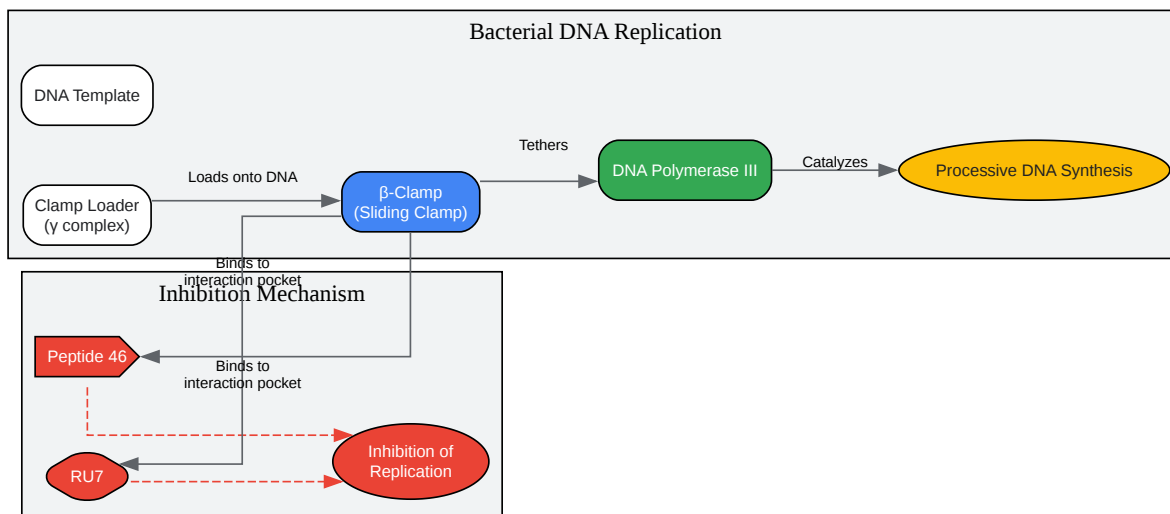 Bacterial DNA Replication
DNA Template
Tethers
DNA Polymerase III
Catalyzes
Processive DNA Synthesis
Loads onto DNA
β-Clamp
(Sliding Clamp)
Clamp Loader
(γ complex)
Binds to
interaction pocket
Inhibition Mechanism
Peptide 46
Binds to
interaction pocket
Inhibition of
Replication
RU7